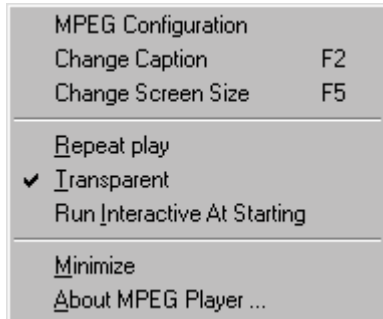 MPEG Configuration
Change Caption F2
Change Screen Size F5
Repeat play
Transparent
Run Interactive At Starting
Minimize
About MPEG Player ...